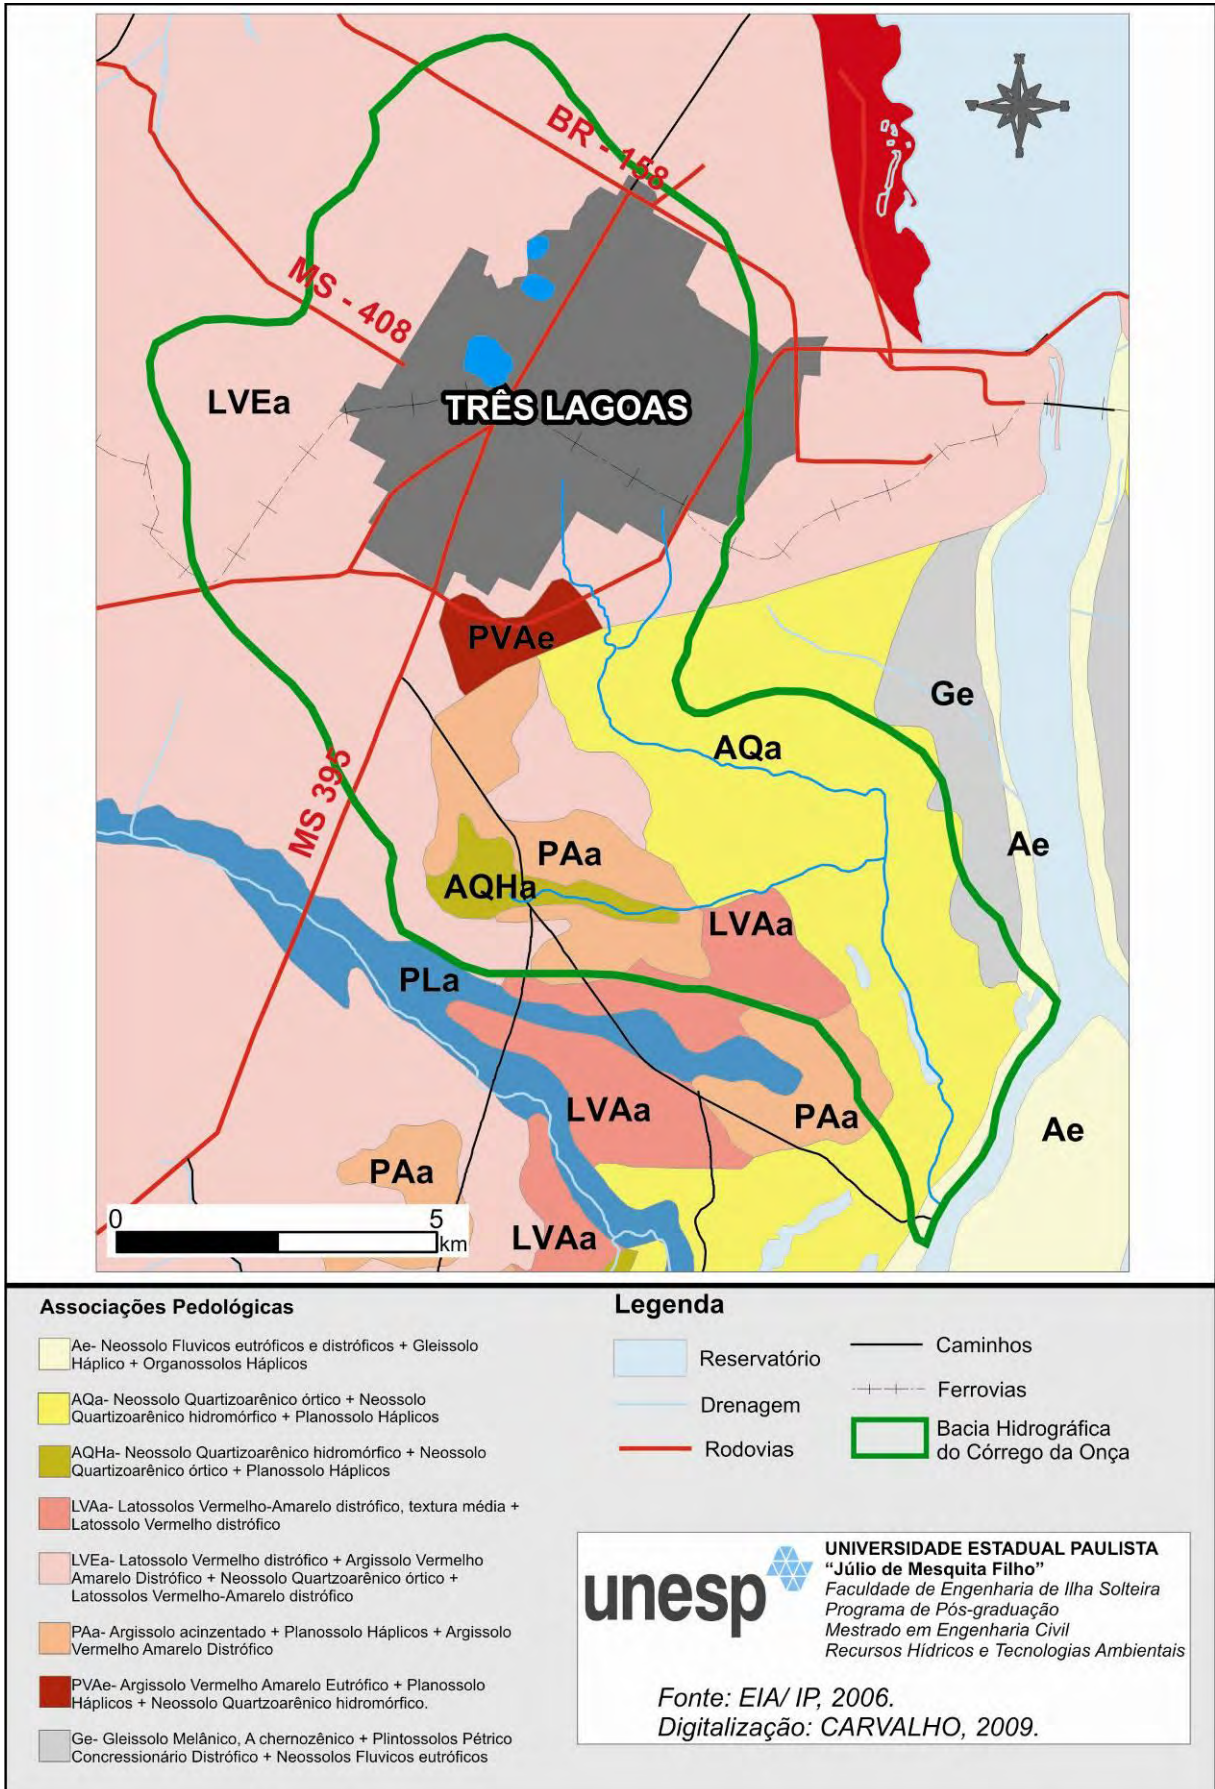 BR - 158
MS - 408
LVEa
TRÊS LAGOAS
PVAe
Ge
AQa
MS 395
PAa
Ae
AQHa
LVAa
PLa
LVAa
PAa
Ae
PAa
LVAa
0 5
km
Associações Pedológicas
Ae- Neossolo Fluvicos eutróficos e distróficos + Gleissolo
Háplico + Organossolos Háplicos
AQa- Neossolo Quartizoarênico órtico + Neossolo
Quartizoarênico hidromórfico + Planossolo Háplicos
AQHa- Neossolo Quartizoarênico hidromórfico + Neossolo
Quartizoarênico órtico + Planossolo Háplicos
LVAa- Latossolos Vermelho-Amarelo distrófico, textura média +
Latossolo Vermelho distrófico
LVEa- Latossolo Vermelho distrófico + Argissolo Vermelho
Amarelo Distrófico + Neossolo Quartzoarênico órtico +
Latossolos Vermelho-Amarelo distrófico
PAa- Argissolo acinzentado + Planossolo Háplicos + Argissolo
Vermelho Amarelo Distrófico
PVAe- Argissolo Vermelho Amarelo Eutrófico + Planossolo
Háplicos + Neossolo Quartzoarênico hidromórfico.
Ge- Gleissolo Melânico, A chernozênico + Plintossolos Pétrico
Concressionário Distrófico + Neossolos Fluvicos eutróficos
Legenda
Reservatório
Drenagem
Rodovias
Caminhos
Ferrovias
Bacia Hidrográfica
do Córrego da Onça
unesp
UNIVERSIDADE ESTADUAL PAULISTA
“Júlio de Mesquita Filho”
Faculdade de Engenharia de Ilha Solteira
Programa de Pós-graduação
Mestrado em Engenharia Civil
Recursos Hídricos e Tecnologias Ambientais
Fonte: EIA/ IP, 2006.
Digitalização: CARVALHO, 2009.